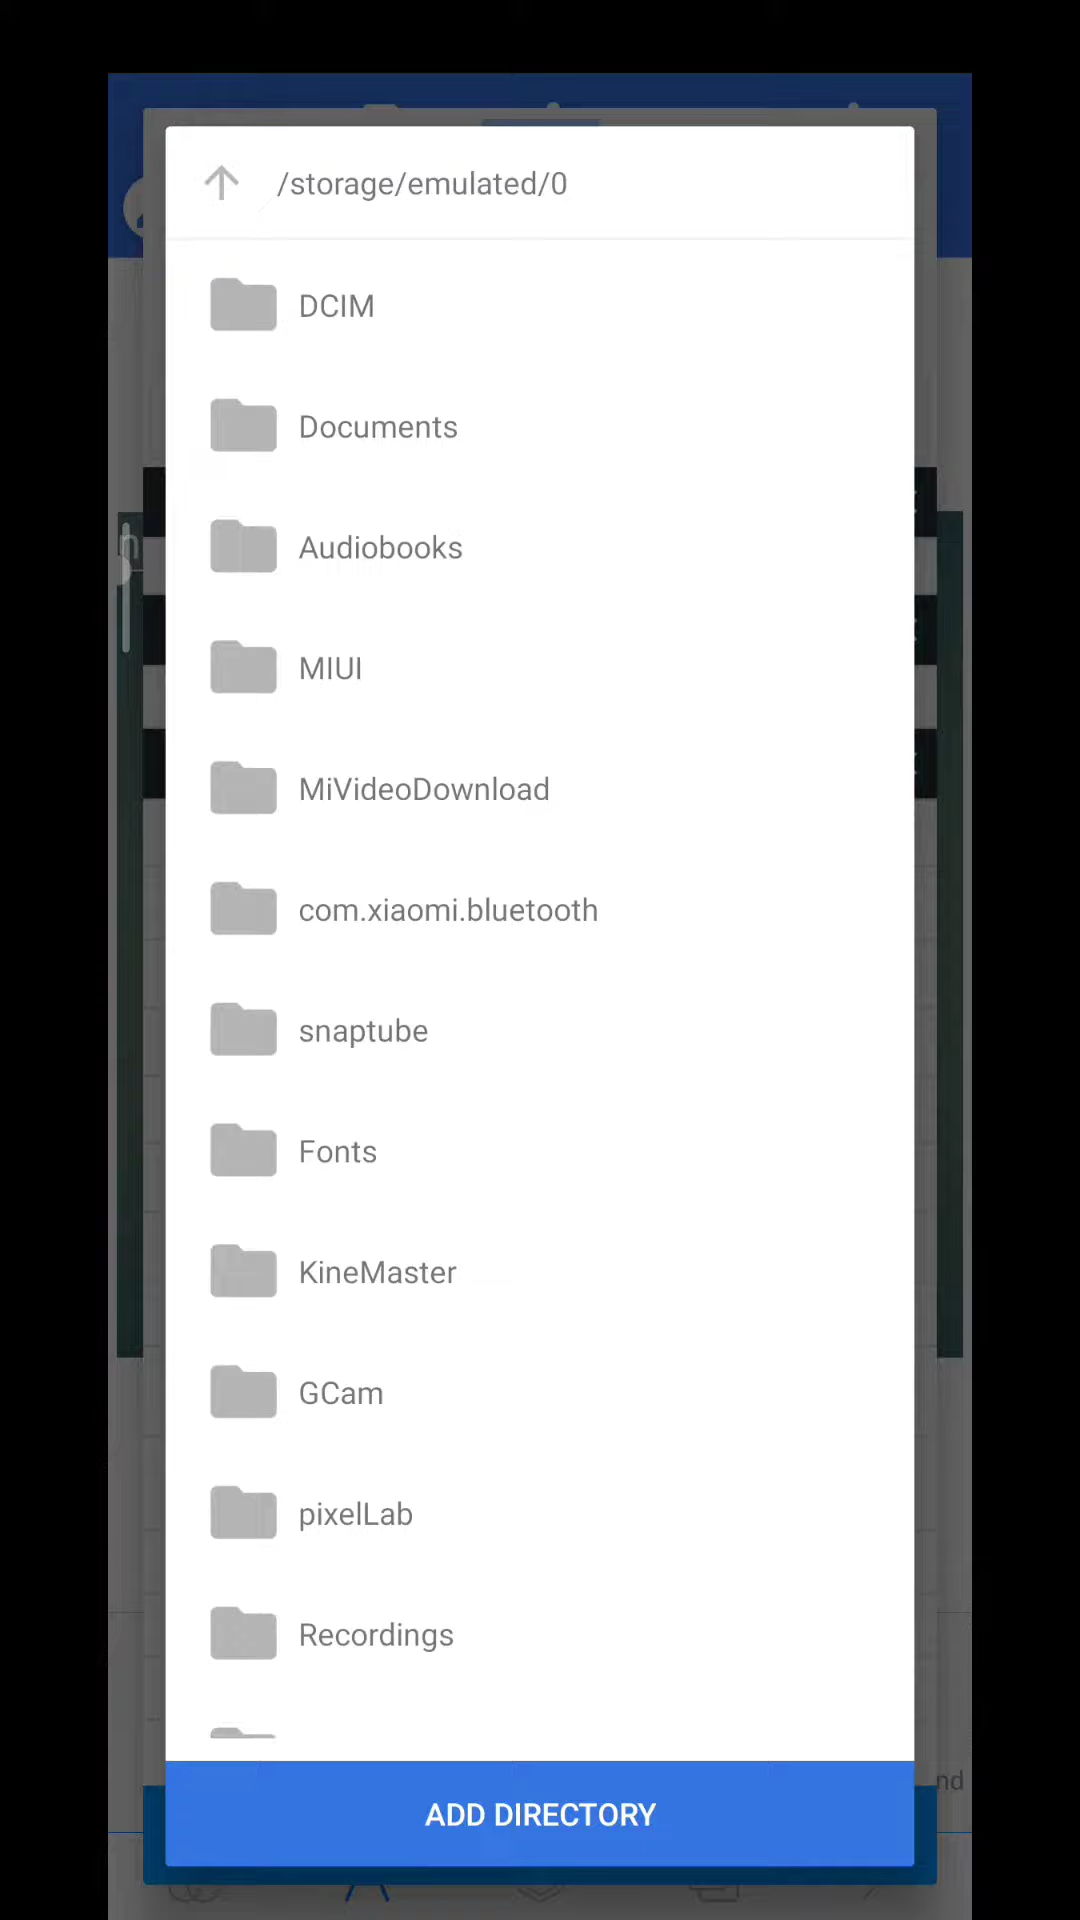 /storage/emulated/0
DCIM
Documents
Audiobooks
MIUI
MiVideoDownload
com.xiaomi.bluetooth
snaptube
Fonts
KineMaster
GCam
pixelLab
Recordings
nd
ADD DIRECTORY